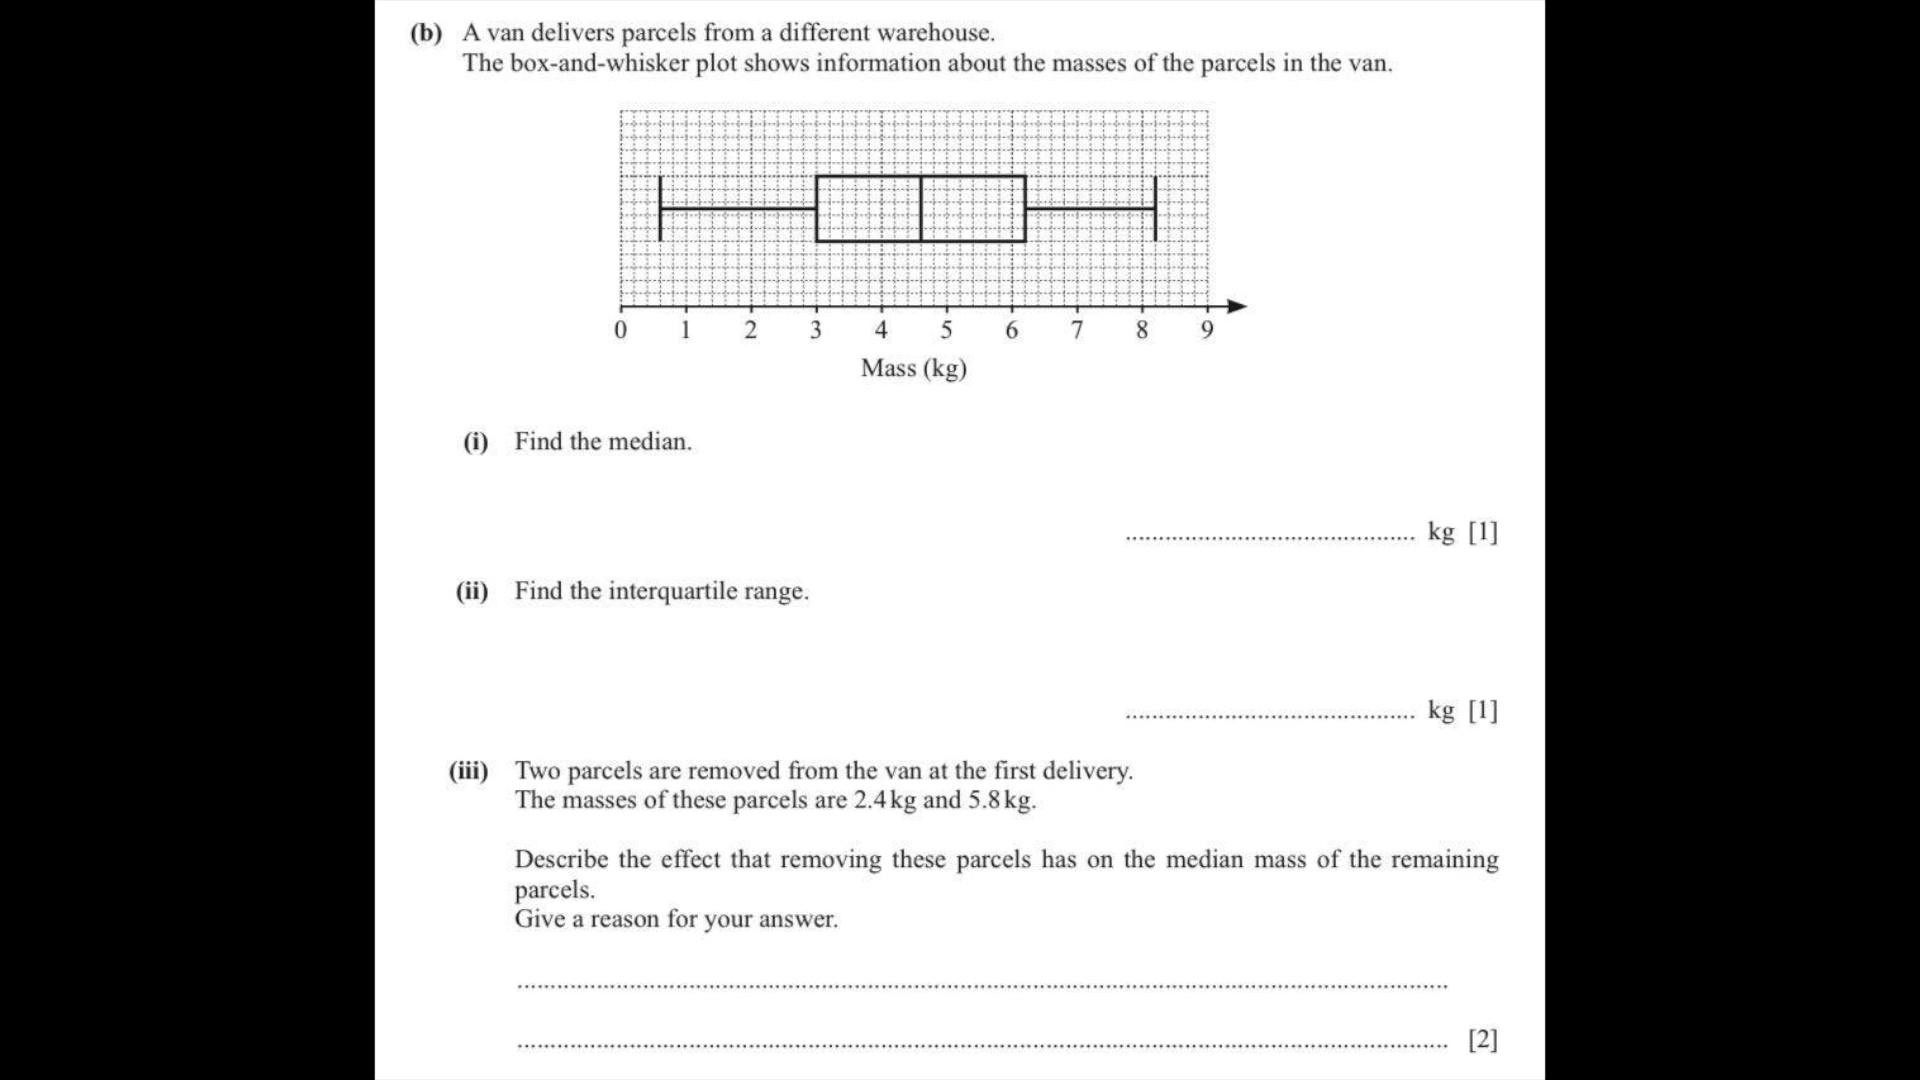 (b) A van delivers parcels from a different warehouse.
The box-and-whisker plot shows information about the masses of the parcels in the van.
0 1 2 3 4 5 6 7 8 9
Mass (kg)
(i) Find the median.
.......................................... kg [1]
(ii) Find the interquartile range.
.......................................... kg [1]
(iii) Two parcels are removed from the van at the first delivery.
The masses of these parcels are 2.4 kg and 5.8 kg.
Describe the effect that removing these parcels has on the median mass of the remaining
parcels.
Give a reason for your answer.
..........................................................................................
.......................................................................................... [2]